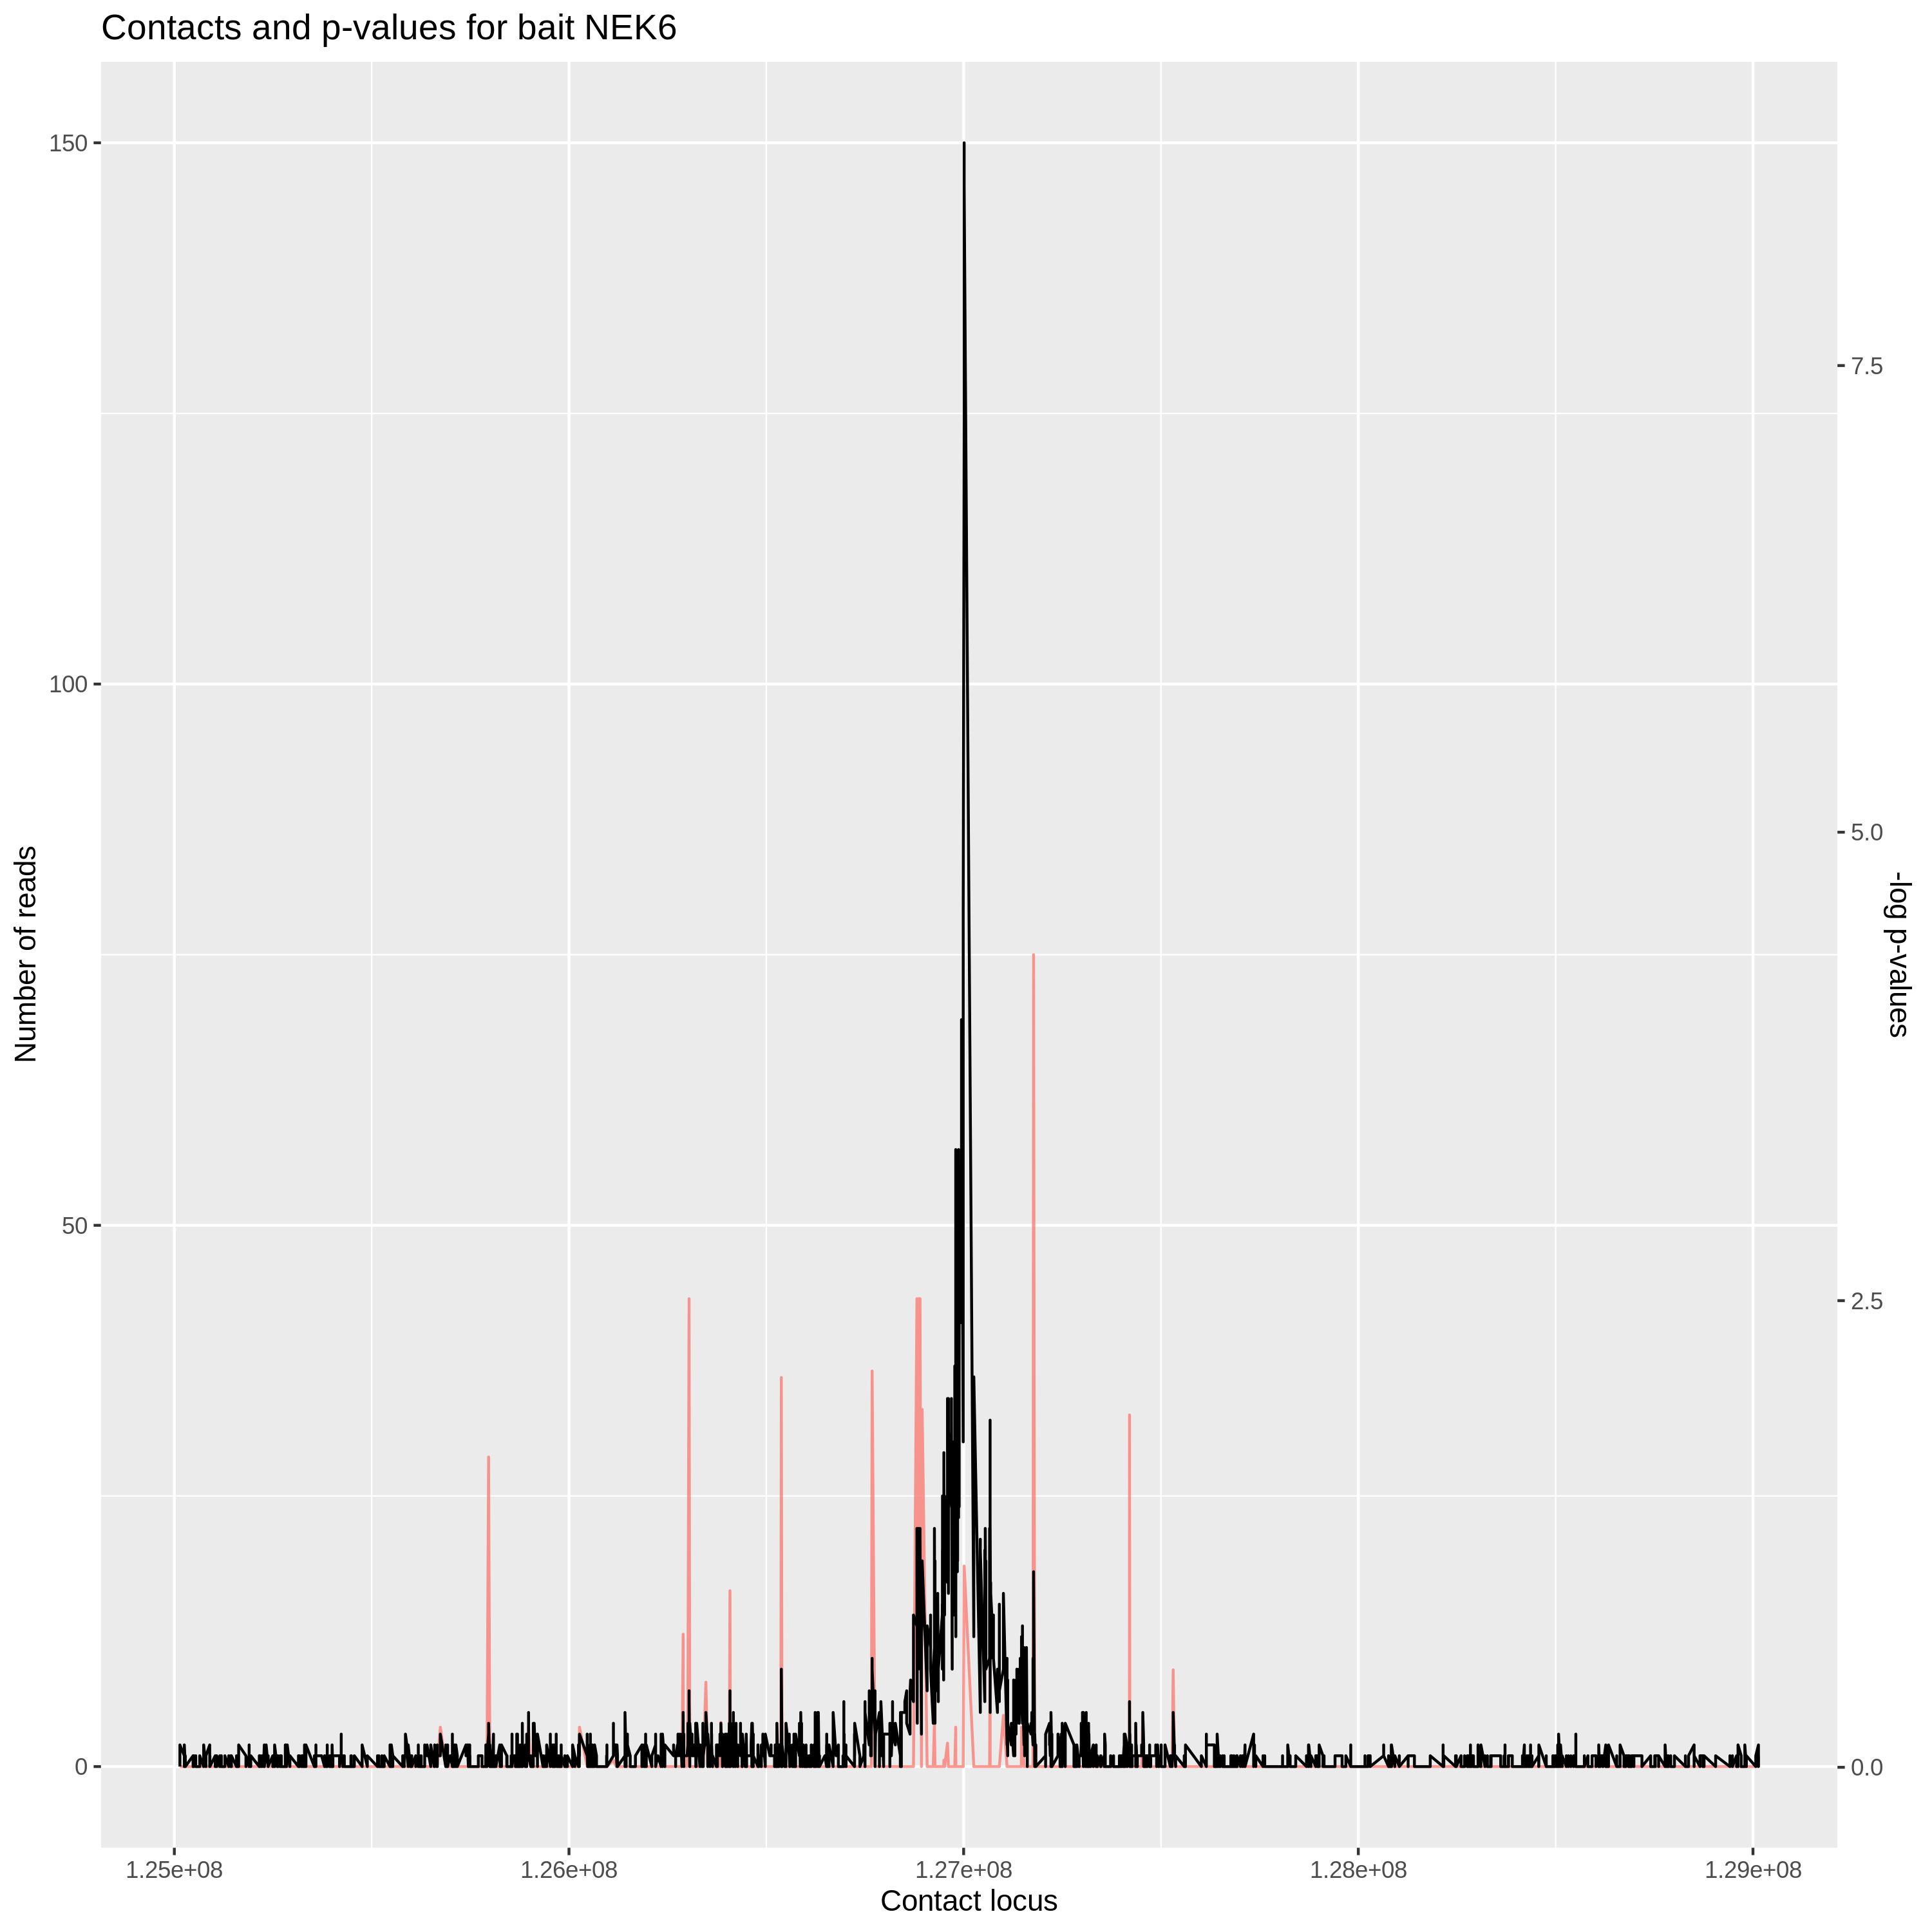 Contacts and p-values for bait NEK6
150
100
50
0
Number of reads
7.5
5.0
2.5
0.0
-log p-values
1.25e+08
1.26e+08
1.27e+08
1.28e+08
1.29e+08
Contact locus